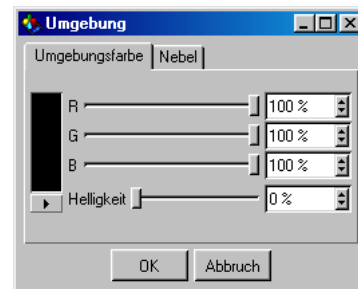 Umgebung
Umgebungsfarbe Nebel
R 100 %
G 100 %
B 100 %
Helligkeit 0 %
OK Abbruch